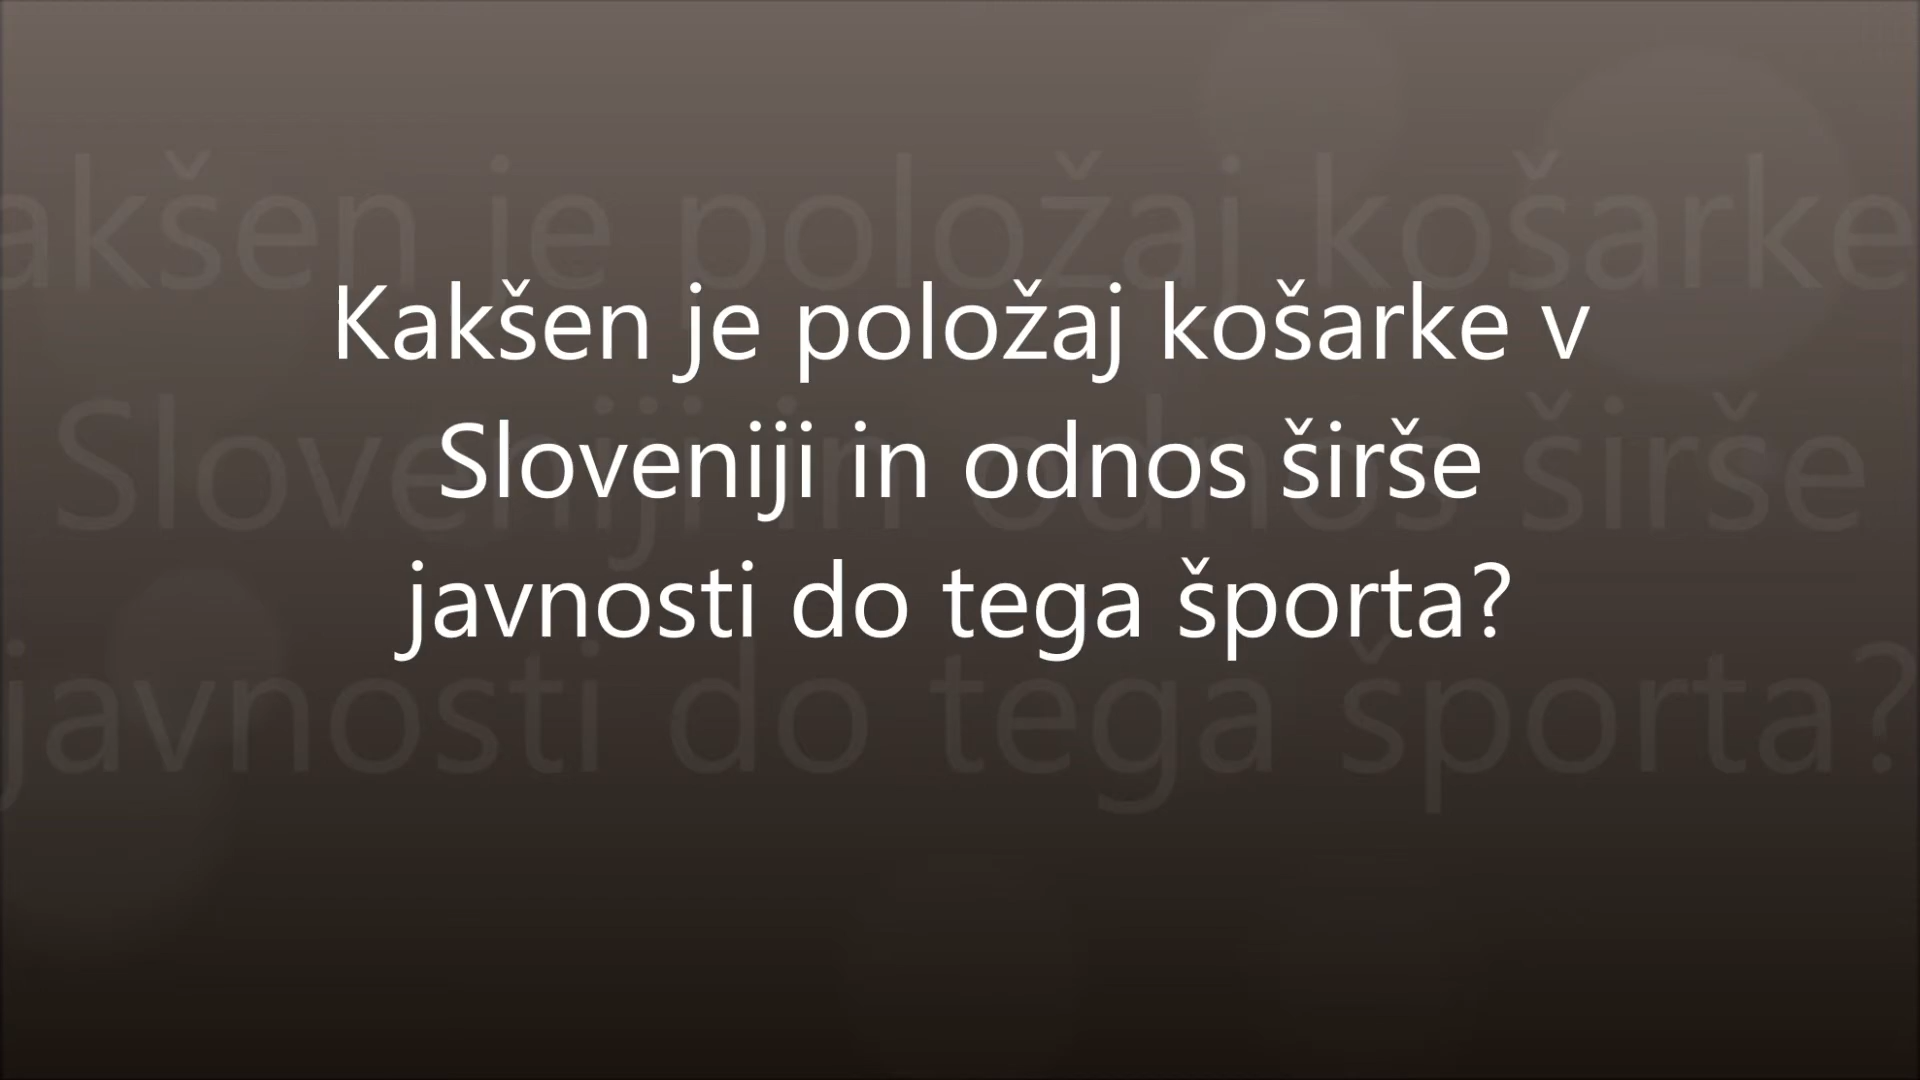 Kakšen je položaj košarke v
Sloveniji in odnos širše
javnosti do tega športa?